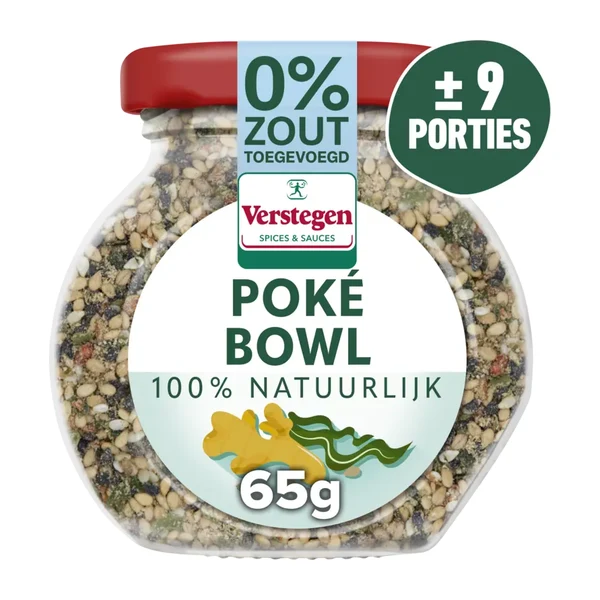 0%
ZOUT
TOEGEVOEGD
± 9
PORTIES
Verstegen
SPICES & SAUCES
POKÉ
BOWL
100% NATUURLIJK
65g